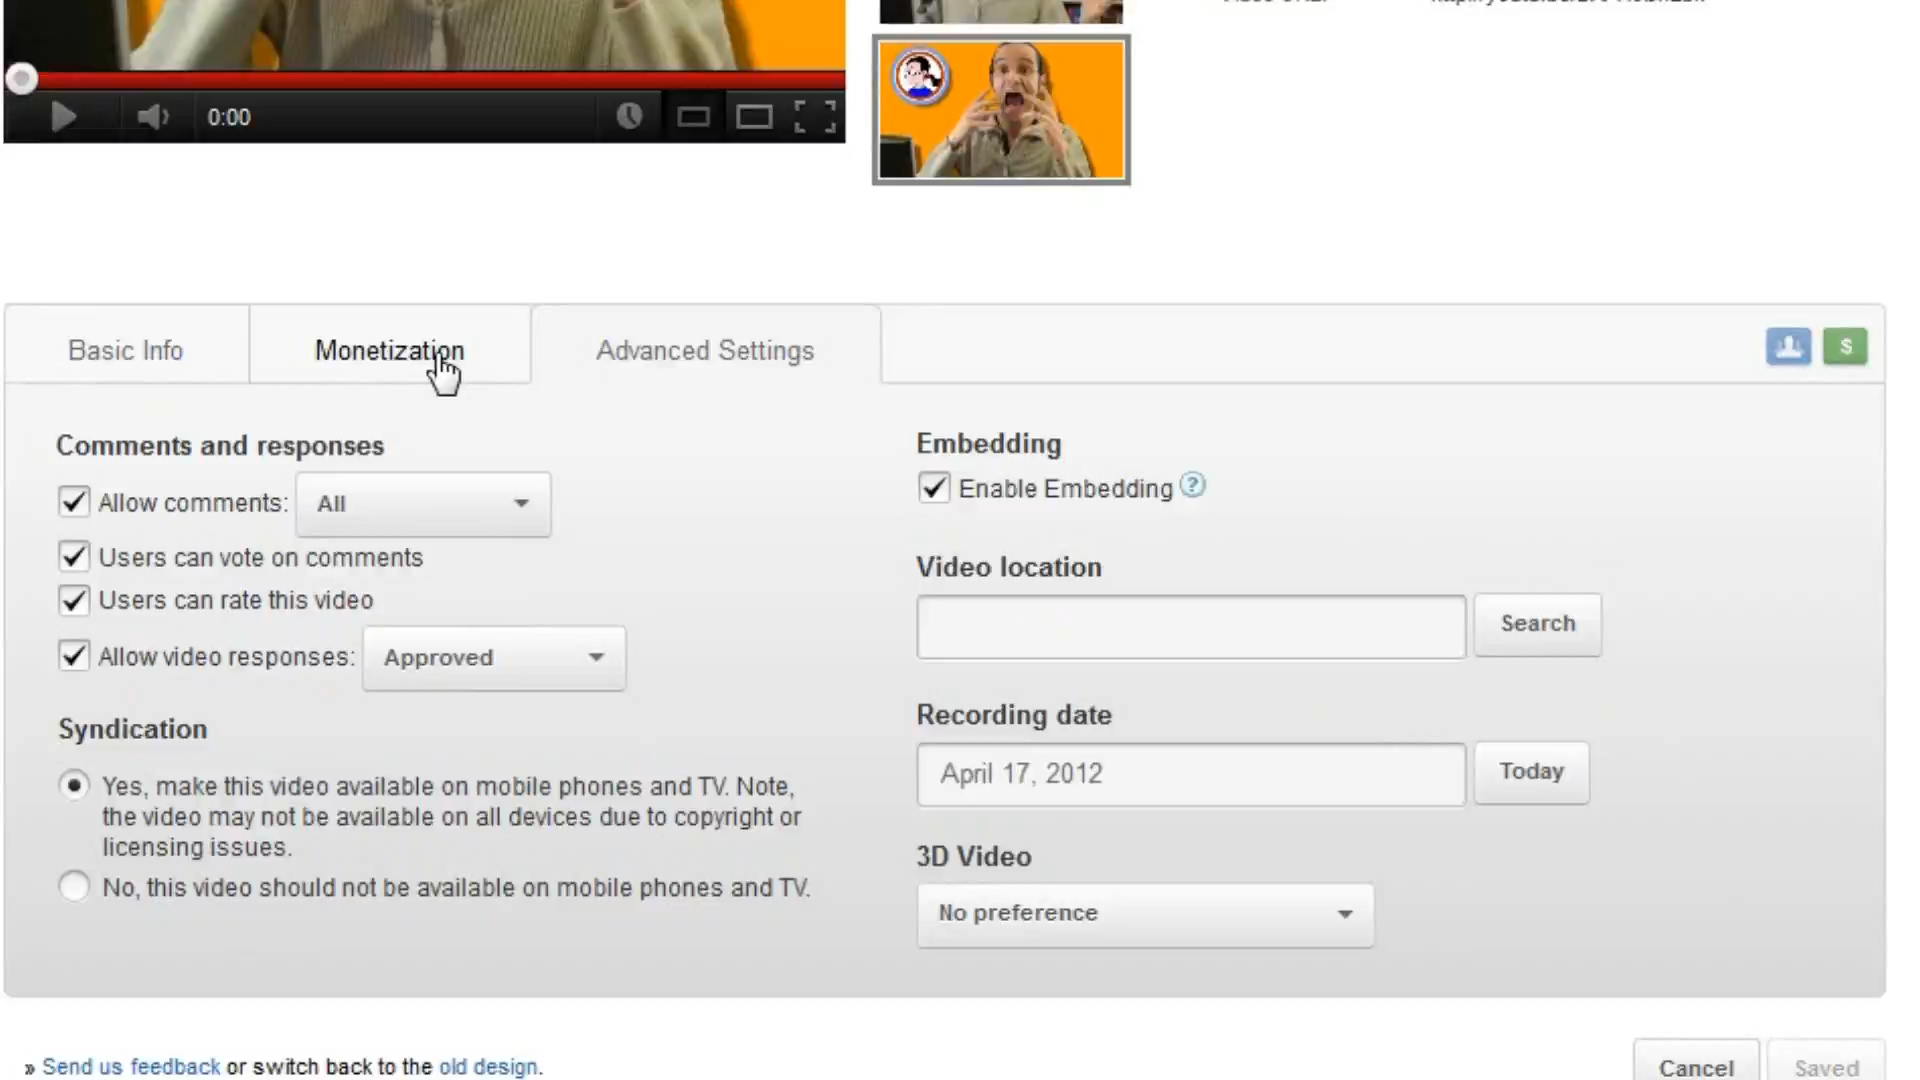 0:00
Basic Info
Monetization
Advanced Settings
$
Comments and responses
Allow comments: All
Users can vote on comments
Users can rate this video
Allow video responses: Approved
Syndication
Yes, make this video available on mobile phones and TV. Note,
the video may not be available on all devices due to copyright or
licensing issues.
No, this video should not be available on mobile phones and TV.
Embedding
Enable Embedding ?
Video location
Search
Recording date
April 17, 2012
Today
3D Video
No preference
» Send us feedback or switch back to the old design.
Cancel
Saved